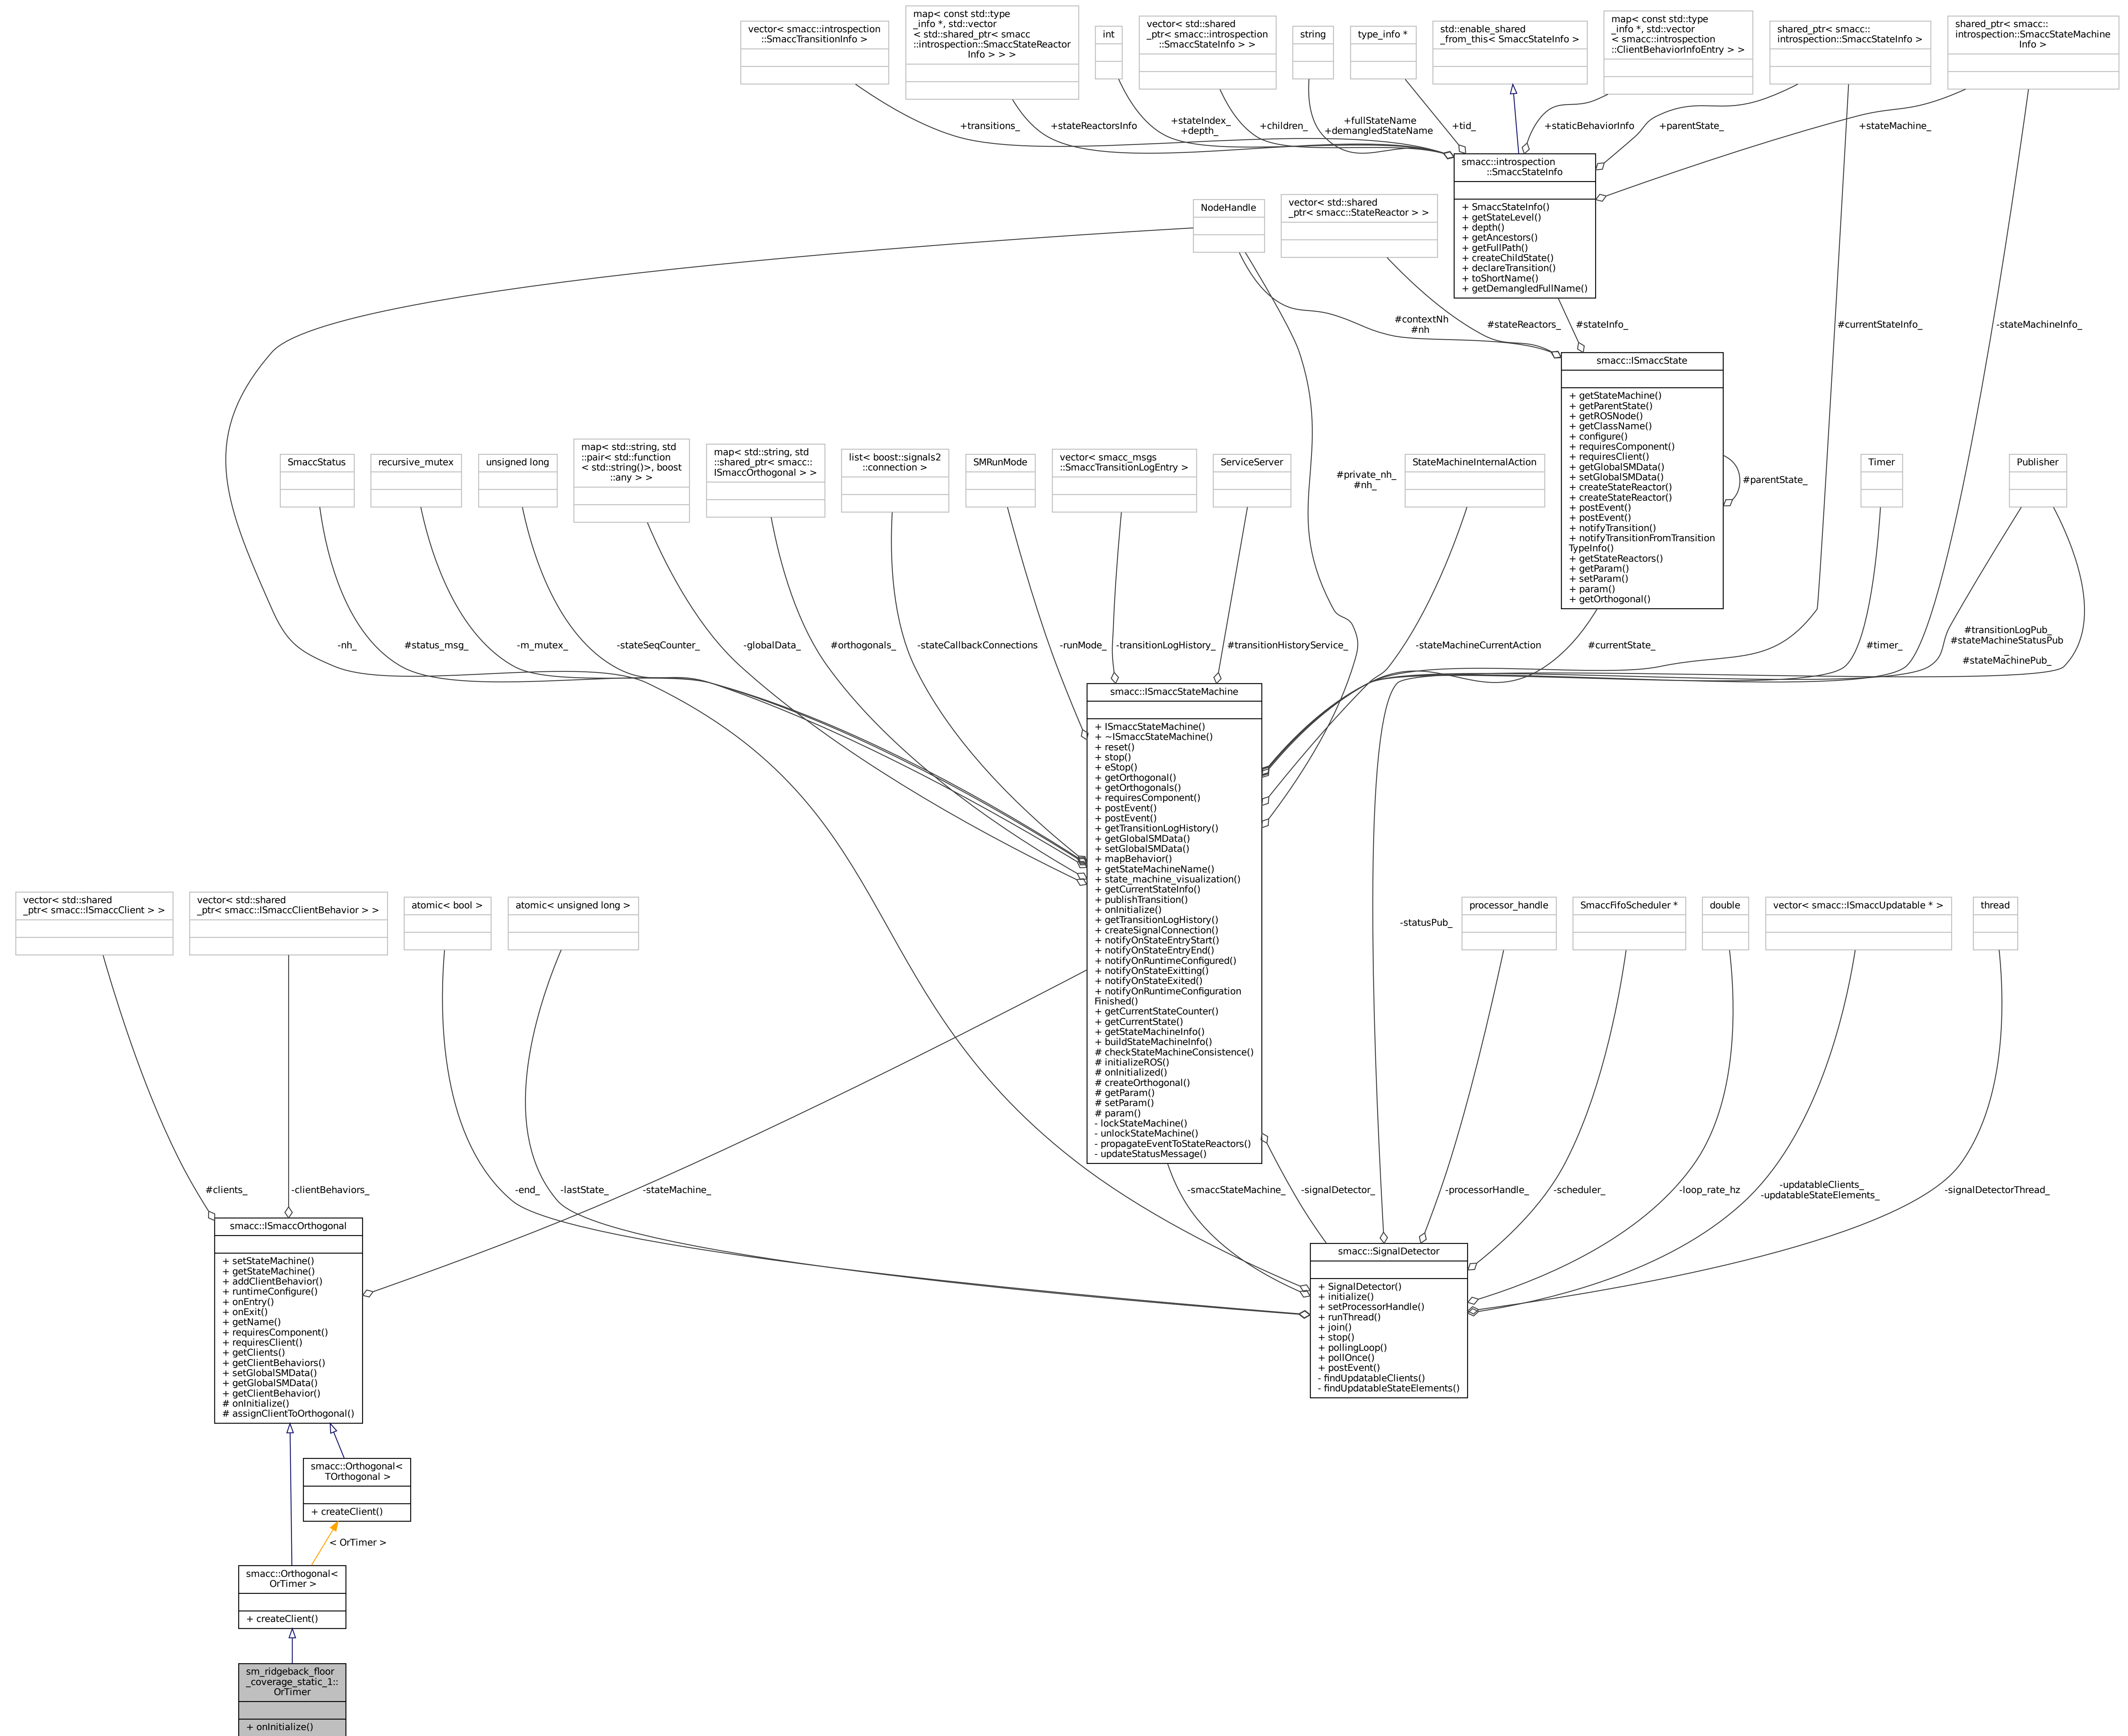 vector< smacc::introspection
::SmaccTransitionInfo >
map< const std::type
_info *, std::vector
< std::shared_ptr< smacc
::introspection::SmaccStateReactor
Info > > >
int
vector< std::shared
_ptr< smacc::introspection
::SmaccStateInfo > >
string
type_info *
std::enable_shared
_from_this< SmaccStateInfo >
map< const std::type
_info *, std::vector
< smacc::introspection
::ClientBehaviorInfoEntry > >
shared_ptr< smacc::
introspection::SmaccStateInfo >
shared_ptr< smacc::
introspection::SmaccStateMachine
Info >
+transitions_
+stateReactorsInfo
+stateIndex_
+depth_
+children_
+fullStateName
+demangledStateName
+tid_
+staticBehaviorInfo
+parentState_
+stateMachine_
smacc::introspection
::SmaccStateInfo
+ SmaccStateInfo()
+ getStateLevel()
+ depth()
+ getAncestors()
+ getFullPath()
+ createChildState()
+ declareTransition()
+ toShortName()
+ getDemangledFullName()
NodeHandle
vector< std::shared
_ptr< smacc::StateReactor > >
#contextNh
#nh
#stateReactors_
#stateInfo_
#currentStateInfo_
-stateMachineInfo_
smacc::ISmaccState
+ getStateMachine()
+ getParentState()
+ getROSNode()
+ getClassName()
+ configure()
+ requiresComponent()
+ requiresClient()
+ getGlobalSMData()
+ setGlobalSMData()
+ createStateReactor()
+ createStateReactor()
+ postEvent()
+ postEvent()
+ notifyTransition()
+ notifyTransitionFromTransition
TypeInfo()
+ getStateReactors()
+ getParam()
+ setParam()
+ param()
+ getOrthogonal()
#parentState_
SmaccStatus
recursive_mutex
unsigned long
map< std::string, std
::pair< std::function
< std::string()>, boost
::any > >
map< std::string, std
::shared_ptr< smacc::
ISmaccOrthogonal > >
list< boost::signals2
::connection >
SMRunMode
vector< smacc_msgs
::SmaccTransitionLogEntry >
ServiceServer
#private_nh_
#nh_
StateMachineInternalAction
Timer
Publisher
-nh_
#status_msg_
-m_mutex_
-stateSeqCounter_
-globalData_
#orthogonals_
-stateCallbackConnections
-runMode_
-transitionLogHistory_
#transitionHistoryService_
-stateMachineCurrentAction
#currentState_
#timer_
#transitionLogPub_
#stateMachineStatusPub
_
#stateMachinePub_
smacc::ISmaccStateMachine
+ ISmaccStateMachine()
+ ~ISmaccStateMachine()
+ reset()
+ stop()
+ eStop()
+ getOrthogonal()
+ getOrthogonals()
+ requiresComponent()
+ postEvent()
+ postEvent()
+ getTransitionLogHistory()
+ getGlobalSMData()
+ setGlobalSMData()
+ mapBehavior()
+ getStateMachineName()
+ state_machine_visualization()
+ getCurrentStateInfo()
+ publishTransition()
+ onInitialize()
+ getTransitionLogHistory()
+ createSignalConnection()
+ notifyOnStateEntryStart()
+ notifyOnStateEntryEnd()
+ notifyOnRuntimeConfigured()
+ notifyOnStateExitting()
+ notifyOnStateExited()
+ notifyOnRuntimeConfiguration
Finished()
+ getCurrentStateCounter()
+ getCurrentState()
+ getStateMachineInfo()
+ buildStateMachineInfo()
# checkStateMachineConsistence()
# initializeROS()
# onInitialized()
# createOrthogonal()
# getParam()
# setParam()
# param()
- lockStateMachine()
- unlockStateMachine()
- propagateEventToStateReactors()
- updateStatusMessage()
vector< std::shared
_ptr< smacc::ISmaccClient > >
vector< std::shared
_ptr< smacc::ISmaccClientBehavior > >
atomic< bool >
atomic< unsigned long >
-statusPub_
processor_handle
SmaccFifoScheduler *
double
vector< smacc::ISmaccUpdatable * >
thread
#clients_
-clientBehaviors_
-end_
-lastState_
-stateMachine_
-smaccStateMachine_
-signalDetector_
-processorHandle_
-scheduler_
-loop_rate_hz
-updatableClients_
-updatableStateElements_
-signalDetectorThread_
smacc::ISmaccOrthogonal
+ setStateMachine()
+ getStateMachine()
+ addClientBehavior()
+ runtimeConfigure()
+ onEntry()
+ onExit()
+ getName()
+ requiresComponent()
+ requiresClient()
+ getClients()
+ getClientBehaviors()
+ setGlobalSMData()
+ getGlobalSMData()
+ getClientBehavior()
# onInitialize()
# assignClientToOrthogonal()
smacc::SignalDetector
+ SignalDetector()
+ initialize()
+ setProcessorHandle()
+ runThread()
+ join()
+ stop()
+ pollingLoop()
+ pollOnce()
+ postEvent()
- findUpdatableClients()
- findUpdatableStateElements()
smacc::Orthogonal<
TOrthogonal >
+ createClient()
< OrTimer >
smacc::Orthogonal<
OrTimer >
+ createClient()
sm_ridgeback_floor
_coverage_static_1::
OrTimer
+ onInitialize()